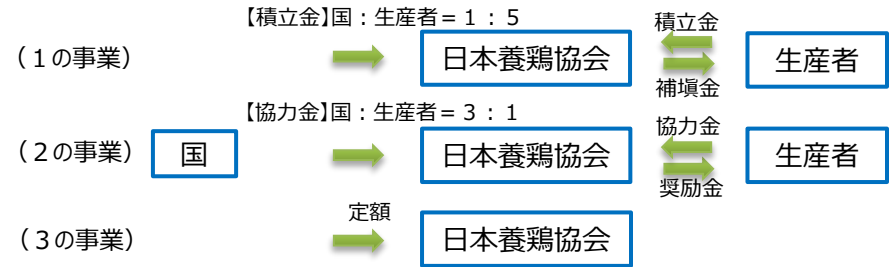 【積立金】国：生産者＝１：５
積立金
（１の事業）
日本養鶏協会
生産者
補塡金
【協力金】国：生産者＝３：１
協力金
（２の事業）
国
日本養鶏協会
生産者
奨励金
定額
（３の事業）
日本養鶏協会